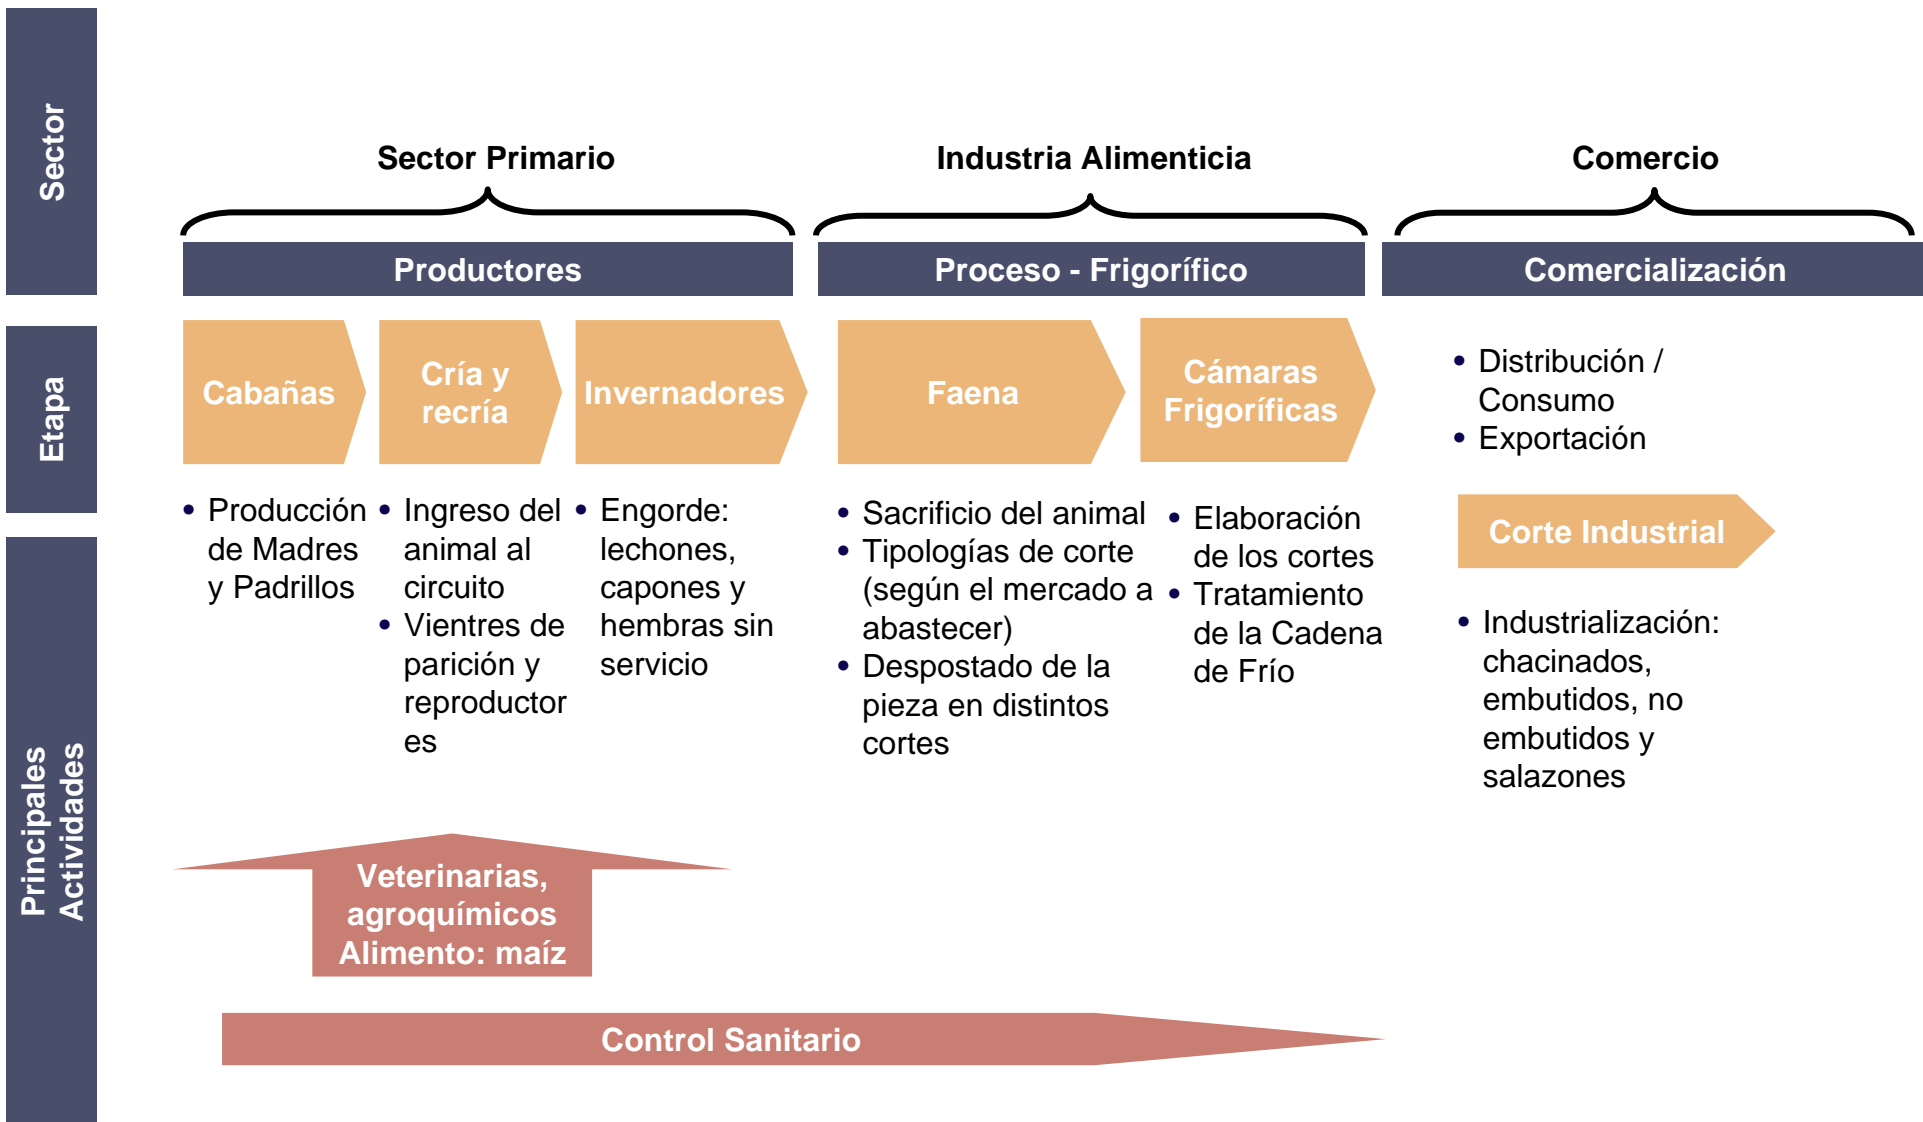 Sector
Sector Primario
Industria Alimenticia
Comercio
Productores
Proceso - Frigorífico
Comercialización
Etapa
Cabañas
Cría y
recría
Invernadores
Faena
Cámaras
Frigoríficas
• Distribución /
Consumo
• Exportación
Principales
Actividades
• Producción
de Madres
y Padrillos
• Ingreso del
animal al
circuito
• Vientres de
parición y
reproductor
es
• Engorde:
lechones,
capones y
hembras sin
servicio
• Sacrificio del animal
• Tipologías de corte
(según el mercado a
abastecer)
• Despostado de la
pieza en distintos
cortes
• Elaboración
de los cortes
• Tratamiento
de la Cadena
de Frío
Corte Industrial
• Industrialización:
chacinados,
embutidos, no
embutidos y
salazones
Veterinarias,
agroquímicos
Alimento: maíz
Control Sanitario